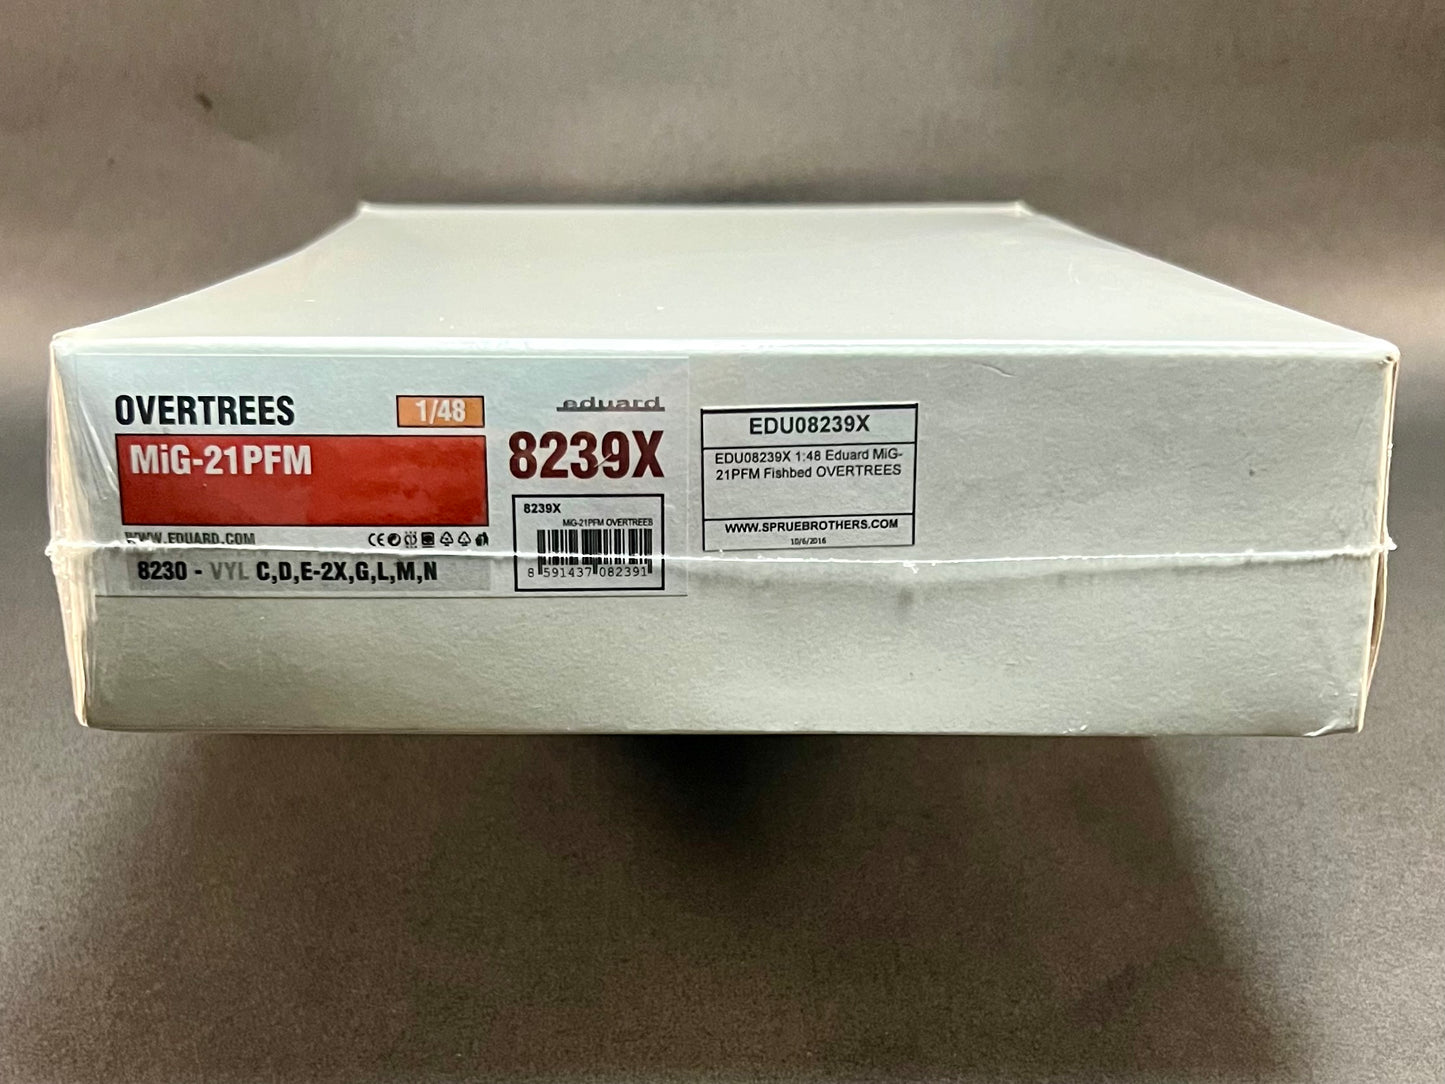 OVERTREES
1/48
MiG-21PFM
WWW.EDUARD.COM
CE
8230 - VYL C,D,E-2X,G,L,M,N
eduard
8239X
8239X
MiG-21PFM OVERTREES
8 591437 082391
EDU08239X
EDU08239X 1:48 Eduard MiG-
21PFM Fishbed OVERTREES
WWW.SPRUEBROTHERS.COM
10/6/2016